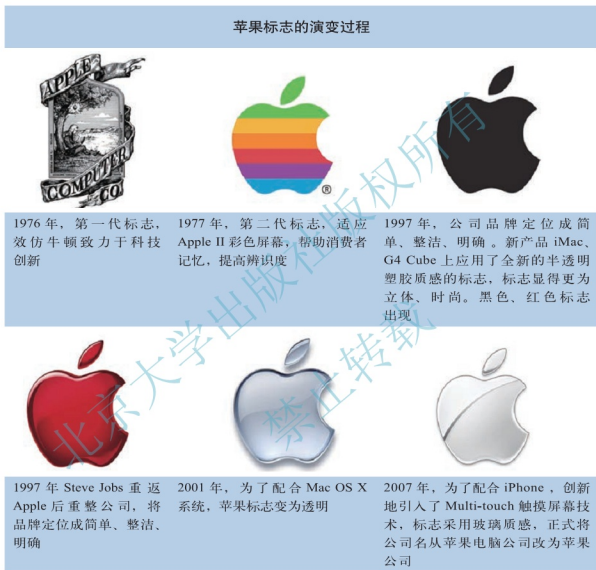 苹果标志的演变过程
APPLE
COMPUTER
CO
®
1976 年，第一代标志，
效仿牛顿致力于科技
创新
1977 年，第二代标志，适应
Apple II 彩色屏幕，帮助消费者
记忆，提高辨识度
1997 年，公司品牌定位成简
单、整洁、明确 。新产品 iMac、
G4 Cube 上应用了全新的半透明
塑胶质感的标志，标志显得更为
立体、时尚。黑色、红色标志
出现
1997 年 Steve Jobs 重 返
Apple 后重整公司，将
品牌定位成简单、整洁、
明确
2001 年，为了配合 Mac OS X
系统，苹果标志变为透明
2007 年，为了配合 iPhone ，创新
地引入了 Multi-touch 触摸屏幕技
术，标志采用玻璃质感，正式将
公司名从苹果电脑公司改为苹果
公司
北京大学出版社版权所有
禁止转载